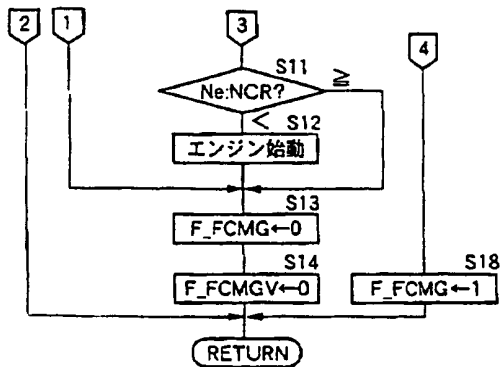 2
1
3
4
S11
Ne:NCR?
≧
<
S12
エンジン始動
S13
F_FCMG←0
S14
F_FCMGV←0
S18
F_FCMG←1
RETURN